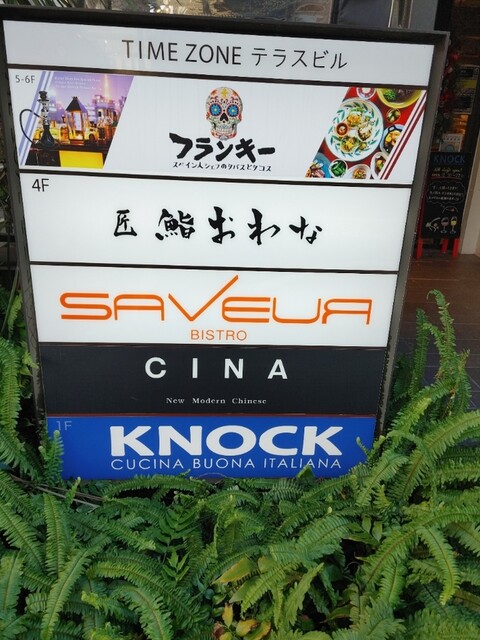 TIME ZONE テラスビル
5-6F
フランキー
スペイン人シェフのタパスとタコス
4F
匠 鮨 おわな
SAVEUR
BISTRO
CINA
New Modern Chinese
1F
KNOCK
CUCINA BUONA ITALIANA
KNOCK